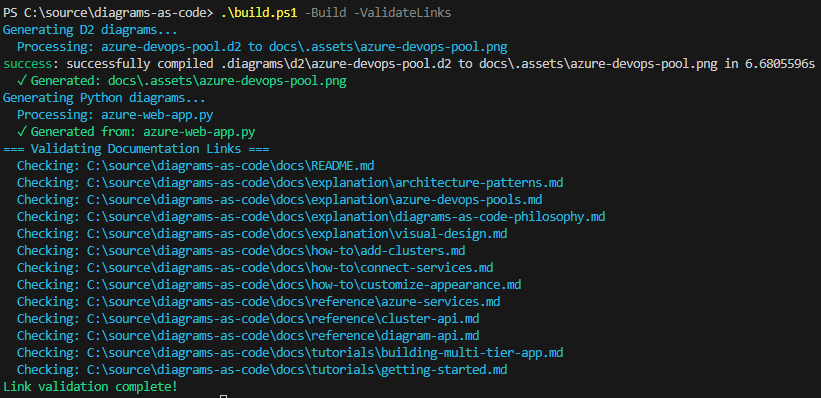 PS C:\source\diagrams-as-code> .\build.ps1 -Build -ValidateLinks
Generating D2 diagrams...
  Processing: azure-devops-pool.d2 to docs\.assets\azure-devops-pool.png
success: successfully compiled .diagrams\d2\azure-devops-pool.d2 to docs\.assets\azure-devops-pool.png in 6.6805596s
  ✓ Generated: docs\.assets\azure-devops-pool.png
Generating Python diagrams...
  Processing: azure-web-app.py
  ✓ Generated from: azure-web-app.py
=== Validating Documentation Links ===
  Checking: C:\source\diagrams-as-code\docs\README.md
  Checking: C:\source\diagrams-as-code\docs\explanation\architecture-patterns.md
  Checking: C:\source\diagrams-as-code\docs\explanation\azure-devops-pools.md
  Checking: C:\source\diagrams-as-code\docs\explanation\diagrams-as-code-philosophy.md
  Checking: C:\source\diagrams-as-code\docs\explanation\visual-design.md
  Checking: C:\source\diagrams-as-code\docs\how-to\add-clusters.md
  Checking: C:\source\diagrams-as-code\docs\how-to\connect-services.md
  Checking: C:\source\diagrams-as-code\docs\how-to\customize-appearance.md
  Checking: C:\source\diagrams-as-code\docs\reference\azure-services.md
  Checking: C:\source\diagrams-as-code\docs\reference\cluster-api.md
  Checking: C:\source\diagrams-as-code\docs\reference\diagram-api.md
  Checking: C:\source\diagrams-as-code\docs\tutorials\building-multi-tier-app.md
  Checking: C:\source\diagrams-as-code\docs\tutorials\getting-started.md
Link validation complete!